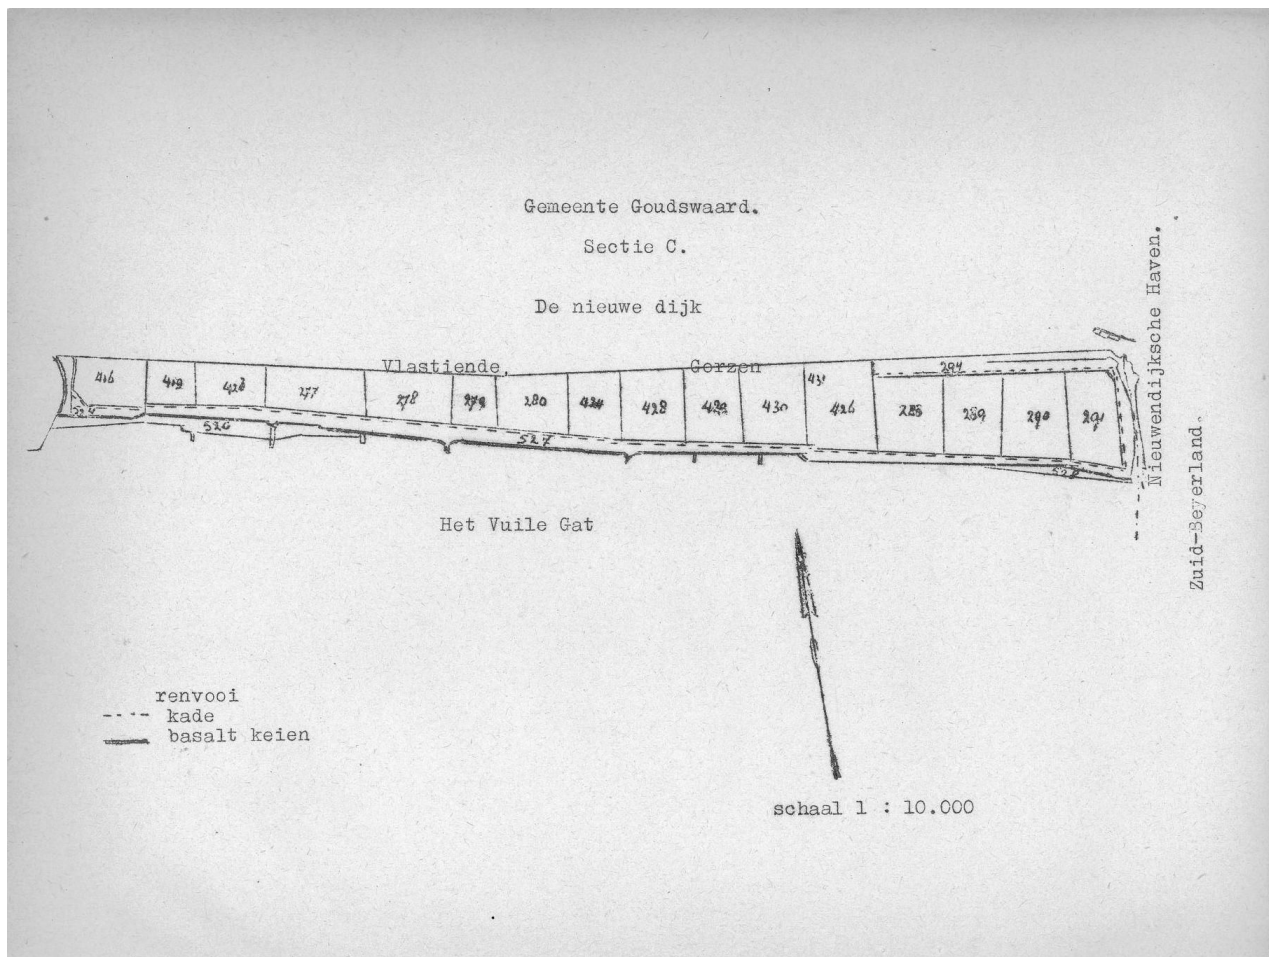 Gemeente Goudswaard.
Sectie C.
De nieuwe dijk
Vlastiende.
Gorzen
416
419
277
278
279
280
424
428
429
430
431
426
288
289
290
291
294
526
527
Het Vuile Gat
Nieuwendijksche Haven.
Zuid-Beyerland.
renvooi
kade
basalt keien
schaal 1 : 10.000